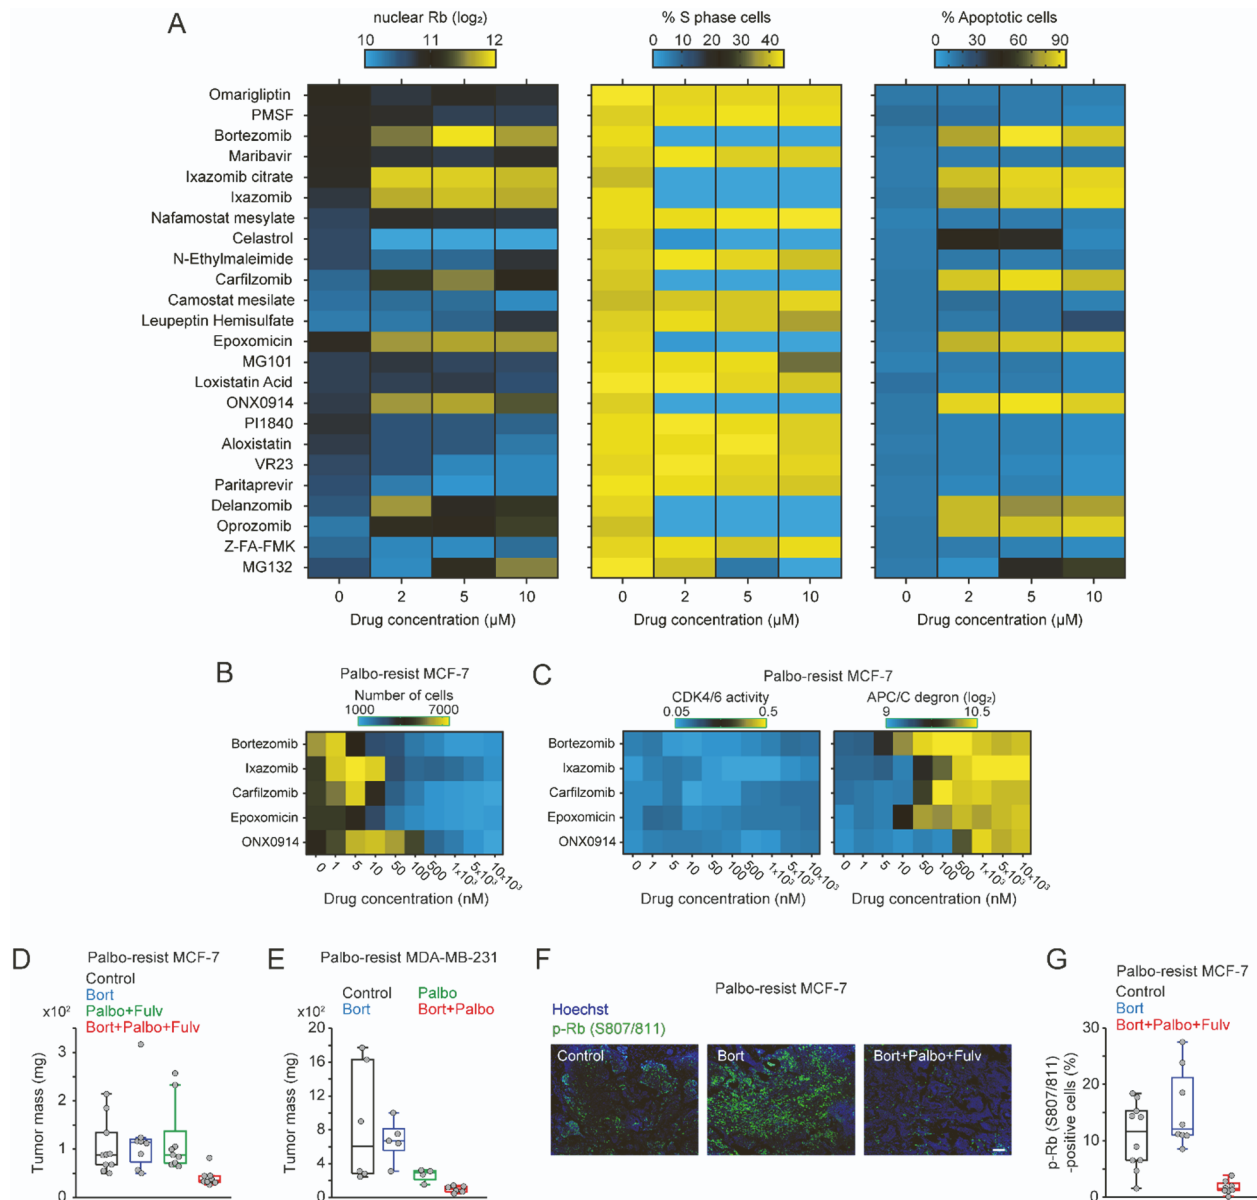 A
nuclear Rb (log₂)
10 11 12
% S phase cells
0 10 20 30 40
% Apoptotic cells
0 30 60 90
Omarigliptin
PMSF
Bortezomib
Maribavir
Ixazomib citrate
Ixazomib
Nafamostat mesylate
Celastrol
N-Ethylmaleimide
Carfilzomib
Camostat mesilate
Leupeptin Hemisulfate
Epoxomicin
MG101
Loxistatin Acid
ONX0914
PI1840
Aloxistatin
VR23
Paritaprevir
Delanzomib
Oprozomib
Z-FA-FMK
MG132
0 2 5 10
Drug concentration (µM)
0 2 5 10
Drug concentration (µM)
0 2 5 10
Drug concentration (µM)
B
Palbo-resist MCF-7
Number of cells
1000 7000
Bortezomib
Ixazomib
Carfilzomib
Epoxomicin
ONX0914
0 1 5 10 50 100 500 1x10³ 5x10³ 10x10³
Drug concentration (nM)
C
Palbo-resist MCF-7
CDK4/6 activity
0.05 0.5
APC/C degron (log₂)
9 10.5
Bortezomib
Ixazomib
Carfilzomib
Epoxomicin
ONX0914
0 1 5 10 50 100 500 1x10³ 5x10³ 10x10³
Drug concentration (nM)
0 1 5 10 50 100 500 1x10³ 5x10³ 10x10³
Drug concentration (nM)
D
Palbo-resist MCF-7
Control
Bort
Palbo+Fulv
Bort+Palbo+Fulv
x10²
Tumor mass (mg)
3
2
1
0
E
Palbo-resist MDA-MB-231
Control
Bort
Palbo
Bort+Palbo
x10²
Tumor mass (mg)
20
16
12
8
4
0
F
Palbo-resist MCF-7
Hoechst
p-Rb (S807/811)
Control
Bort
Bort+Palbo+Fulv
G
Palbo-resist MCF-7
Control
Bort
Bort+Palbo+Fulv
p-Rb (S807/811)
-positive cells (%)
30
20
10
0